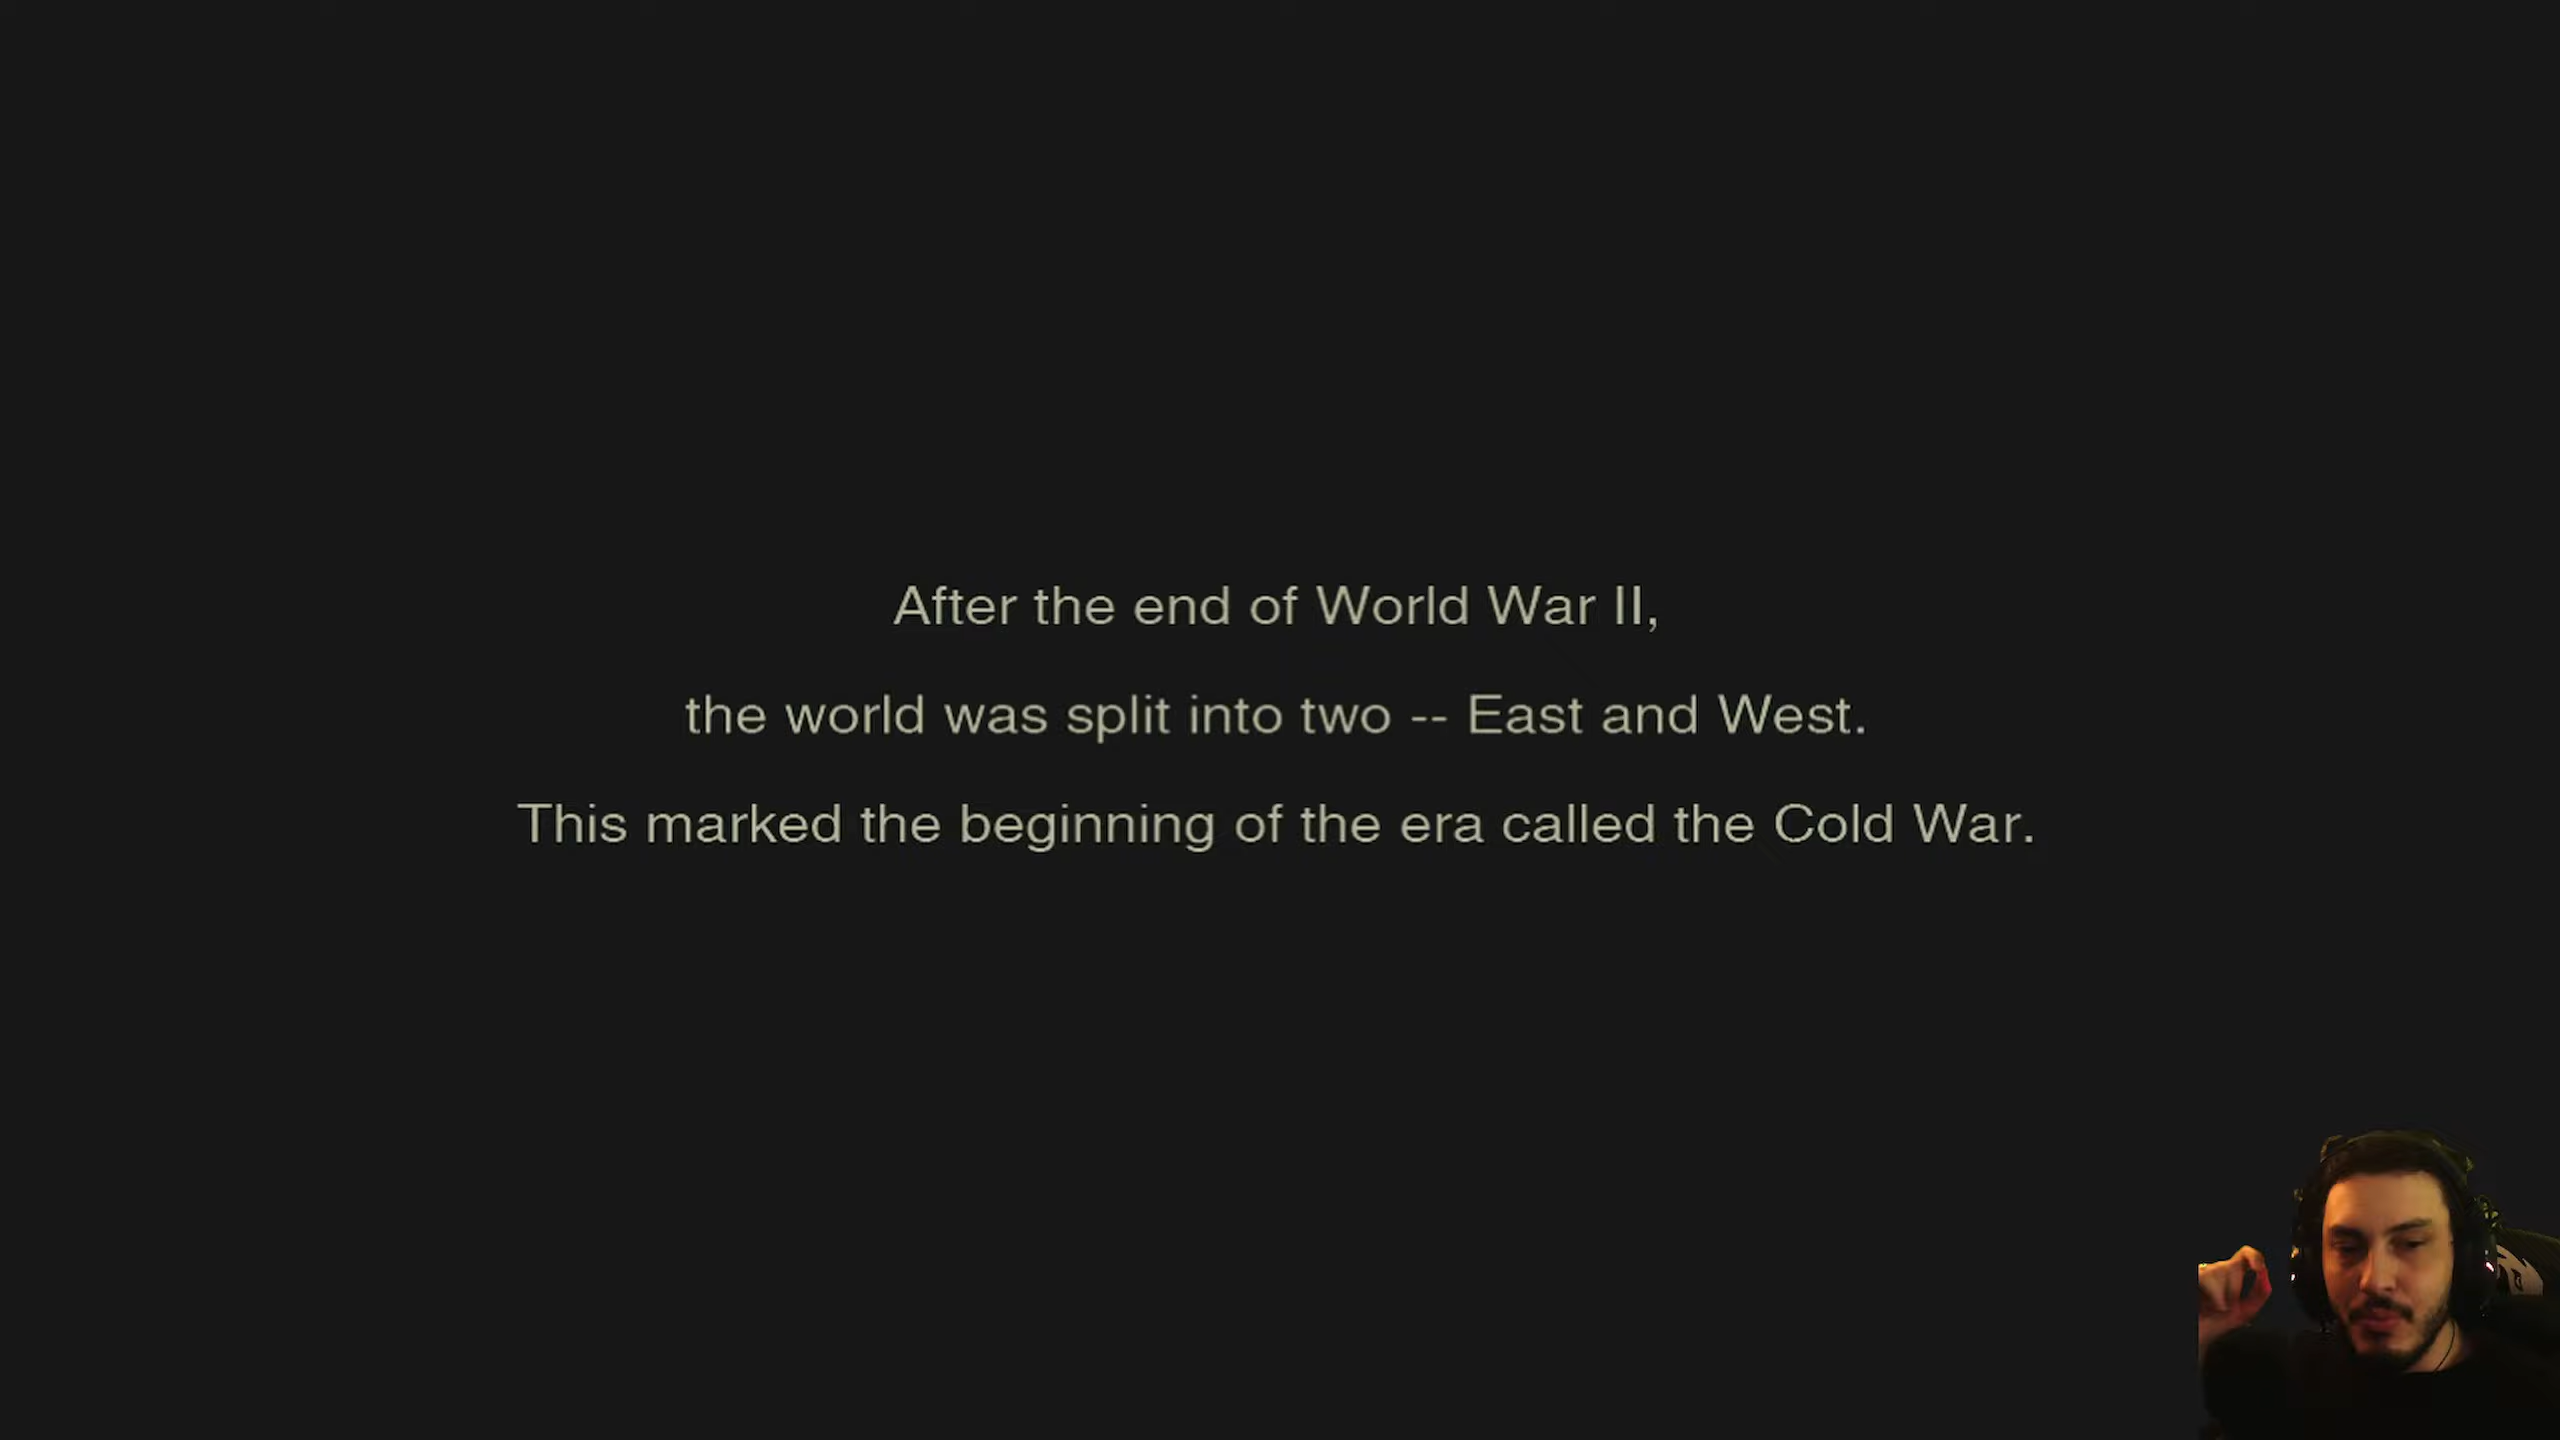 After the end of World War II,
the world was split into two -- East and West.
This marked the beginning of the era called the Cold War.